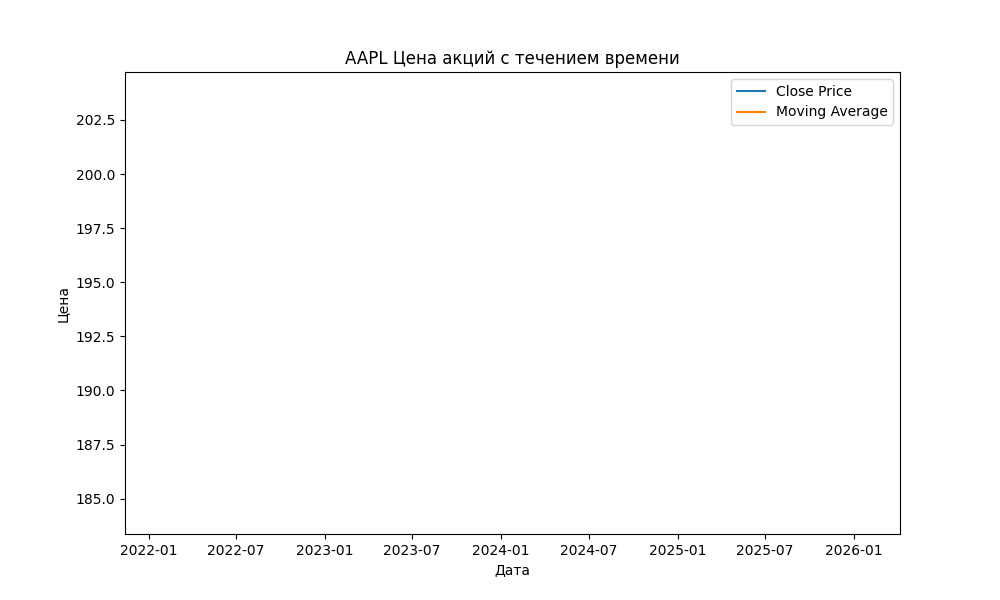 AAPL Цена акций с течением времени
Close Price
Moving Average
202.5
200.0
197.5
195.0
192.5
190.0
187.5
185.0
Цена
2022-01 2022-07 2023-01 2023-07 2024-01 2024-07 2025-01 2025-07 2026-01
Дата